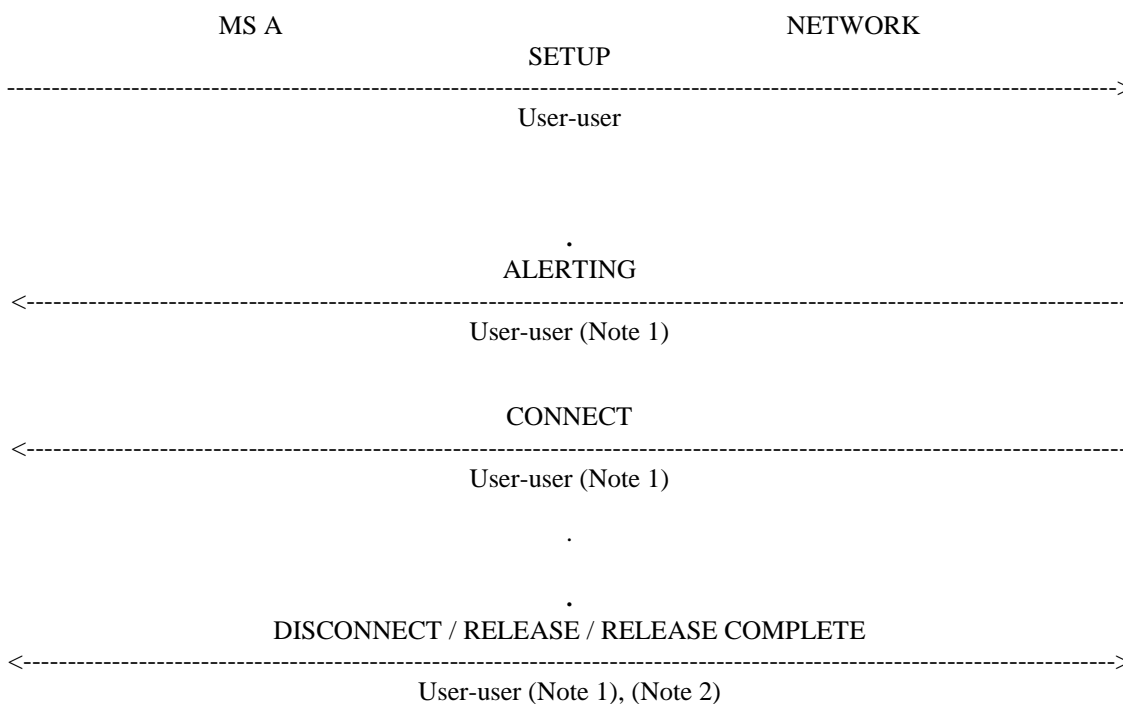 MS A NETWORK
SETUP
------------------------------------------------------------------------------------------------------------------------------------>
User-user
.
ALERTING
<------------------------------------------------------------------------------------------------------------------------------------
User-user (Note 1)
CONNECT
<------------------------------------------------------------------------------------------------------------------------------------
User-user (Note 1)
.
.
DISCONNECT / RELEASE / RELEASE COMPLETE
<----------------------------------------------------------------------------------------------------------------------------------->
User-user (Note 1), (Note 2)